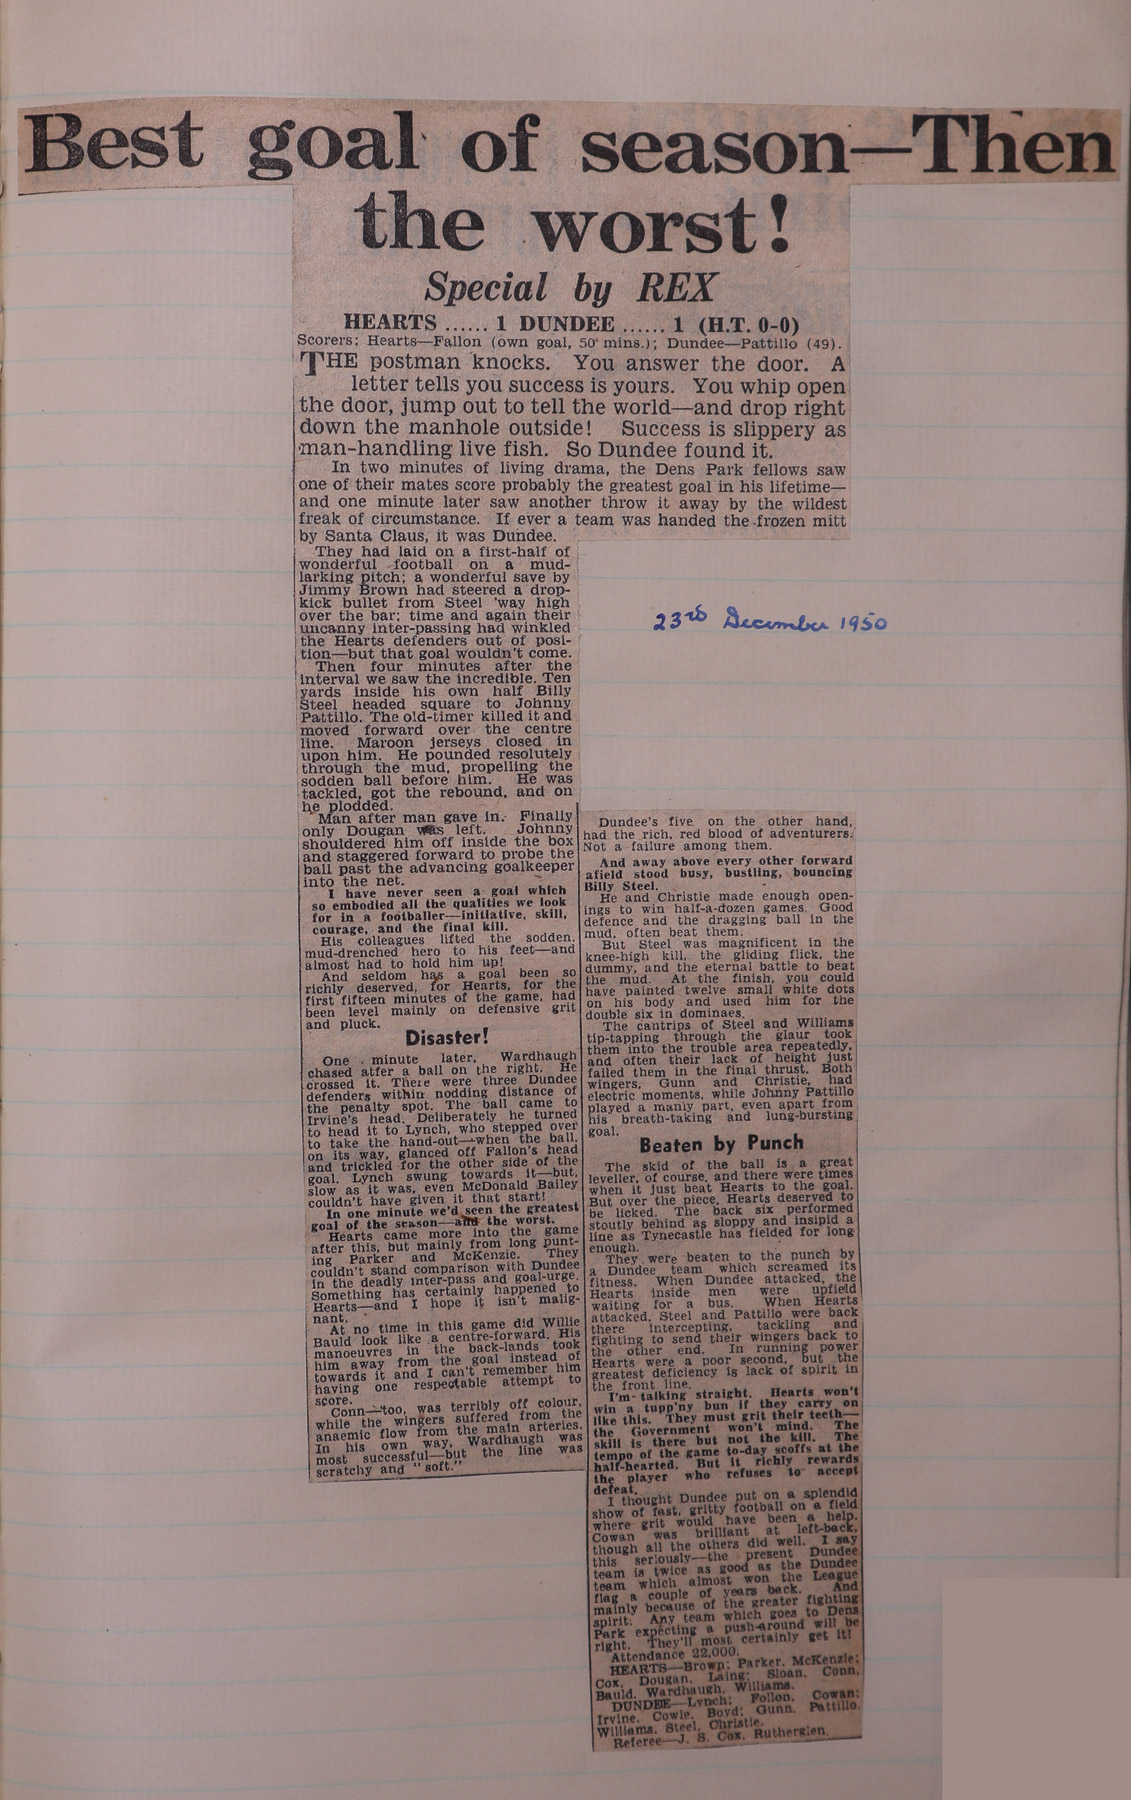 Best goal of season—Then
the worst!
Special by REX
HEARTS ...... 1 DUNDEE ...... 1 (H.T. 0-0)
Scorers: Hearts—Fallon (own goal, 50 mins.); Dundee—Pattillo (49).
THE postman knocks. You answer the door. A
letter tells you success is yours. You whip open
the door, jump out to tell the world—and drop right
down the manhole outside! Success is slippery as
man-handling live fish. So Dundee found it.
In two minutes of living drama, the Dens Park fellows saw
one of their mates score probably the greatest goal in his lifetime—
and one minute later saw another throw it away by the wildest
freak of circumstance. If ever a team was handed the frozen mitt
by Santa Claus, it was Dundee.
They had laid on a first-half of
wonderful football on a mud-
larking pitch; a wonderful save by
Jimmy Brown had steered a drop-
kick bullet from Steel 'way high
over the bar; time and again their
uncanny inter-passing had winkled
the Hearts defenders out of posi-
tion—but that goal wouldn't come.
Then four minutes after the
interval we saw the incredible. Ten
yards inside his own half Billy
Steel headed square to Johnny
Pattillo. The old-timer killed it and
moved forward over the centre
line. Maroon jerseys closed in
upon him. He pounded resolutely
through the mud, propelling the
sodden ball before him. He was
tackled, got the rebound, and on
he plodded.
Man after man gave in. Finally
only Dougan was left. Johnny
shouldered him off inside the box
and staggered forward to probe the
ball past the advancing goalkeeper
into the net.
I have never seen a goal which
so embodied all the qualities we look
for in a footballer—initiative, skill,
courage, and the final kill.
His colleagues lifted the sodden,
mud-drenched hero to his feet—and
almost had to hold him up!
And seldom has a goal been so
richly deserved, for Hearts, for the
first fifteen minutes of the game, had
been level mainly on defensive grit
and pluck.
Disaster!
One minute later, Wardhaugh
chased atfer a ball on the right. He
crossed it. There were three Dundee
defenders within nodding distance of
the penalty spot. The ball came to
Irvine's head. Deliberately he turned
to head it to Lynch, who stepped over
to take the hand-out—when the ball,
on its way, glanced off Fallon's head
and trickled for the other side of the
goal. Lynch swung towards it—but,
slow as it was, even McDonald Bailey
couldn't have given it that start!
In one minute we'd seen the greatest
goal of the season—and the worst.
Hearts came more into the game
after this, but mainly from long punt-
ing Parker and McKenzie. They
couldn't stand comparison with Dundee
in the deadly inter-pass and goal-urge.
Something has certainly happened to
Hearts—and I hope it isn't malig-
nant.
At no time in this game did Willie
Bauld look like a centre-forward. His
manoeuvres in the back-lands took
him away from the goal instead of
towards it and I can't remember him
having one respectable attempt to
score.
Conn—too, was terribly off colour,
while the wingers suffered from the
anaemic flow from the main arteries.
In his own way, Wardhaugh was
most successful—but the line was
scratchy and "soft."
23rd December 1950
Dundee's five, on the other hand,
had the rich, red blood of adventurers.
Not a failure among them.
And away above every other forward
afield stood busy, bustling, bouncing
Billy Steel.
He and Christie made enough open-
ings to win half-a-dozen games. Good
defence and the dragging ball in the
mud, often beat them.
But Steel was magnificent in the
knee-high kill, the gliding flick, the
dummy, and the eternal battle to beat
the mud. At the finish, you could
have painted twelve small white dots
on his body and used him for the
double six in dominaes.
The cantrips of Steel and Williams
tip-tapping through the glaur took
them into the trouble area repeatedly,
and often their lack of height just
failed them in the final thrust. Both
wingers, Gunn and Christie, had
electric moments, while Johnny Pattillo
played a manly part, even apart from
his breath-taking and lung-bursting
goal.
Beaten by Punch
The skid of the ball is a great
leveller, of course, and there were times
when it just beat Hearts to the goal.
But over the piece, Hearts deserved to
be licked. The back six performed
stoutly behind as sloppy and insipid a
line as Tynecastle has fielded for long
enough.
They were beaten to the punch by
a Dundee team which screamed its
fitness. When Dundee attacked, the
Hearts inside men were upfield
waiting for a bus. When Hearts
attacked, Steel and Pattillo were back
there intercepting, tackling and
fighting to send their wingers back to
the other end. In running power
Hearts were a poor second, but the
greatest deficiency is lack of spirit in
the front line.
I'm talking straight. Hearts won't
win a tupp'ny bun if they carry on
like this. They must grit their teeth—
the Government won't mind. The
skill is there but not the kill. The
tempo of the game to-day scoffs at the
half-hearted. But it richly rewards
the player who refuses to accept
defeat.
I thought Dundee put on a splendid
show of fast, gritty football on a field
where grit would have been a help.
Cowan was brilliant at left-back,
though all the others did well. I say
this seriously—the present Dundee
team is twice as good as the Dundee
team which almost won the League
flag a couple of years back. And
mainly because of the greater fighting
spirit. Any team which goes to Dens
Park expecting a push-around will be
right. They'll most certainly get it!
Attendance 22,000.
HEARTS—Brown; Parker, McKenzie;
Cox, Dougan, Laing; Sloan, Conn,
Bauld, Wardhaugh, Williams.
DUNDEE—Lynch; Follon, Cowan;
Irvine, Cowie, Boyd; Gunn, Pattillo,
Williams, Steel, Christie.
Referee—J. S. Cox, Rutherglen.